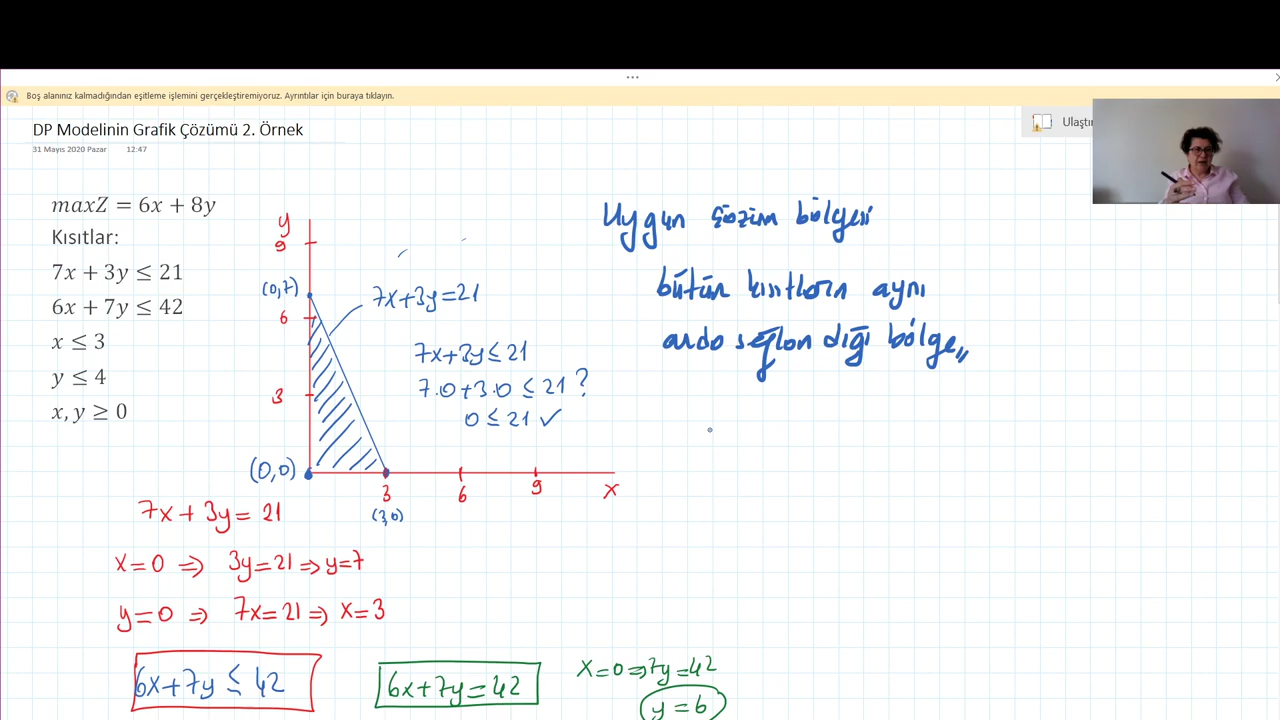 Boş alanınız kalmadığından eşitleme işlemini gerçekleştiremiyoruz. Ayrıntılar için buraya tıklayın.
DP Modelinin Grafik Çözümü 2. Örnek
31 Mayıs 2020 Pazar 12:47
Ulaştır
maxZ = 6x + 8y
Kısıtlar:
7x + 3y ≤ 21
6x + 7y ≤ 42
x ≤ 3
y ≤ 4
x, y ≥ 0
y
9
(0,7)
6
3
(0,0)
3
6
9
x
(3,0)
7x+3y=21
7x+3y≤21
7.0+3.0 ≤ 21 ?
0 ≤ 21 ✓
Uygun çözüm bölgesi
bütün kısıtların aynı
anda sağlandığı bölge,,
7x + 3y = 21
x=0 ⇒ 3y=21 ⇒ y=7
y=0 ⇒ 7x=21 ⇒ x=3
6x+7y ≤ 42
6x+7y=42
x=0 ⇒ 7y=42
y=6